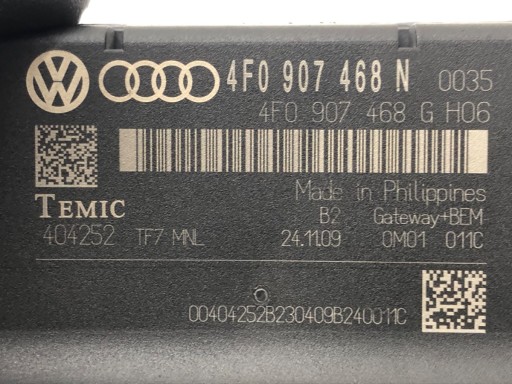 4F0 907 468 N 0035
4F0 907 468 G H06
TEMIC
Made in Philippines
B2 Gateway+BEM
404252 TF7 MNL 24.11.09 0M01 011C
00404252B230409B240011C